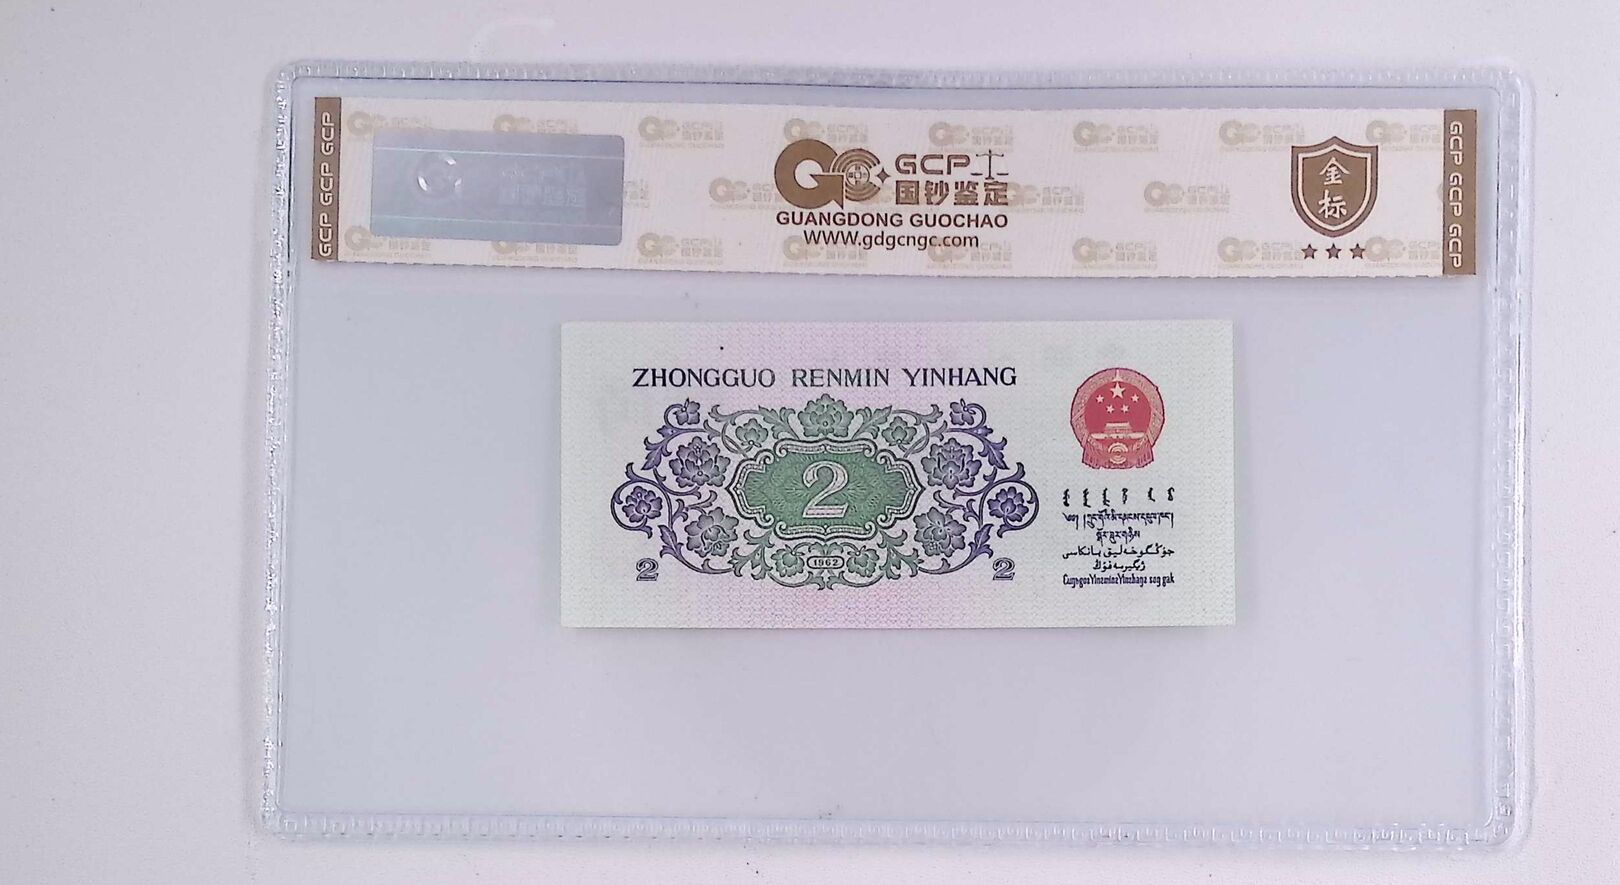 GCP GCP GCP
GCP
国钞鉴定
GUANGDONG GUOCHAO
WWW.gdgcngc.com
金标
GCP GCP GCP
ZHONGGUO RENMIN YINHANG
2
1962
2
2